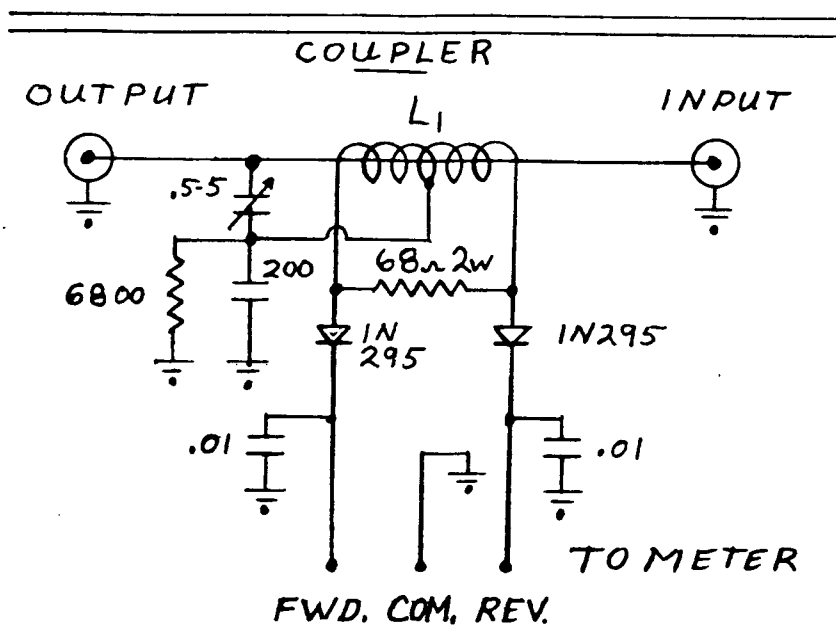 COUPLER
OUTPUT
L1
INPUT
.5-5
6800
200
68Ω 2W
1N
295
1N295
.01
.01
TO METER
FWD. COM. REV.